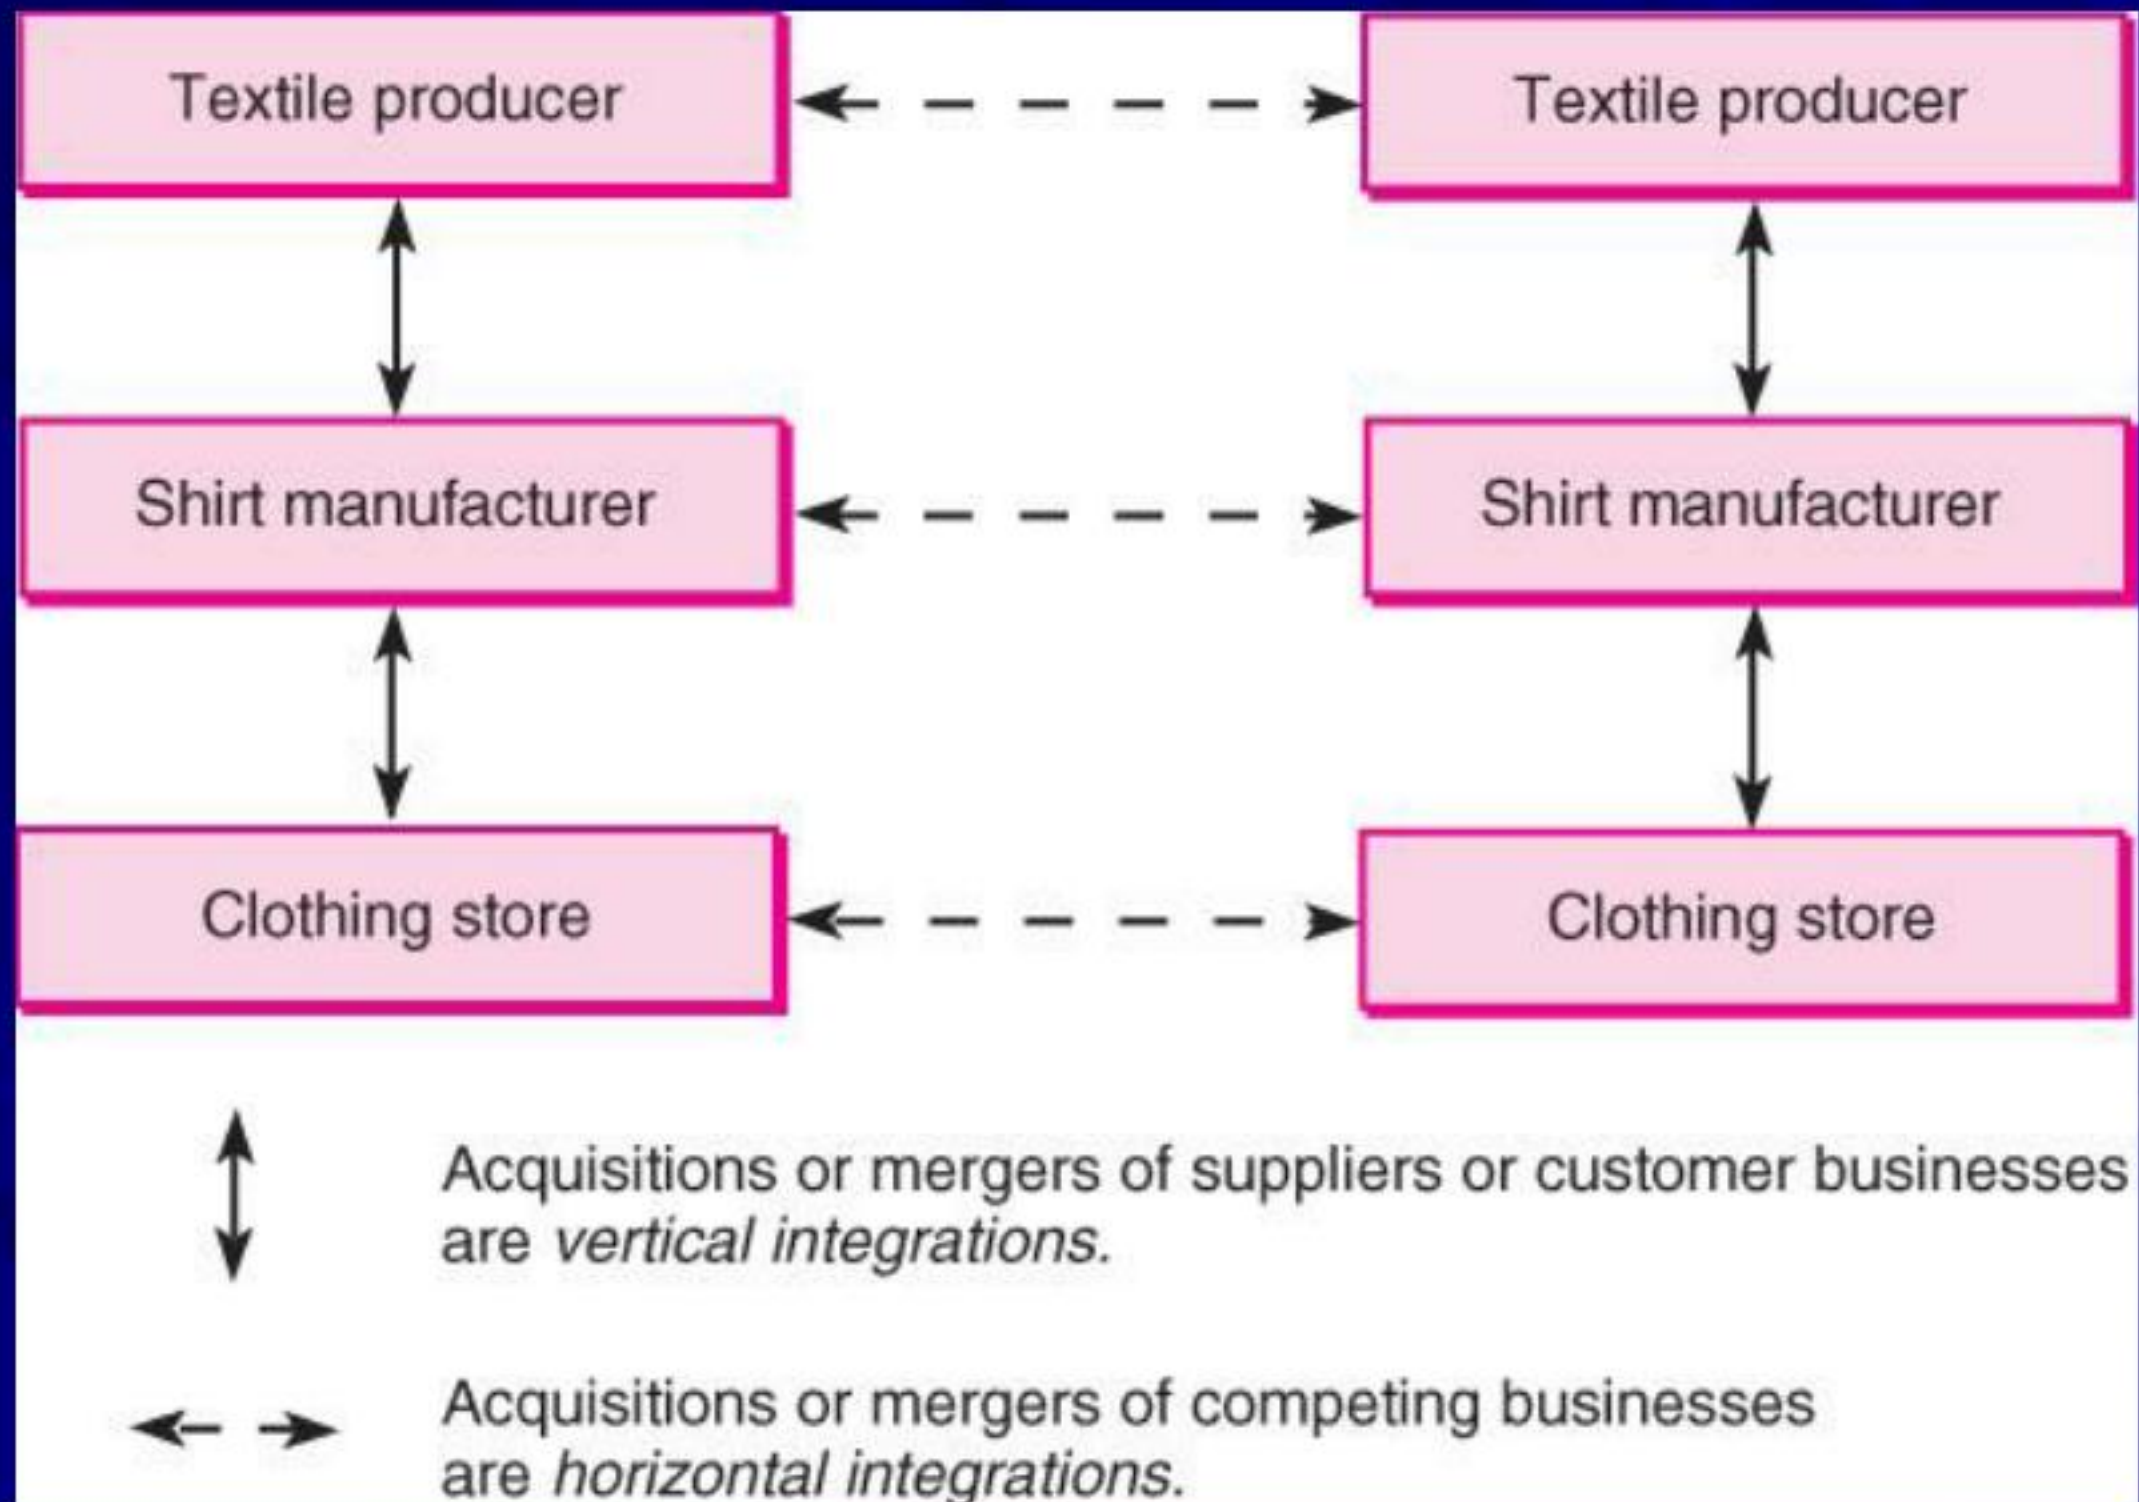 Textile producer
Textile producer
Shirt manufacturer
Shirt manufacturer
Clothing store
Clothing store
Acquisitions or mergers of suppliers or customer businesses
are vertical integrations.
Acquisitions or mergers of competing businesses
are horizontal integrations.